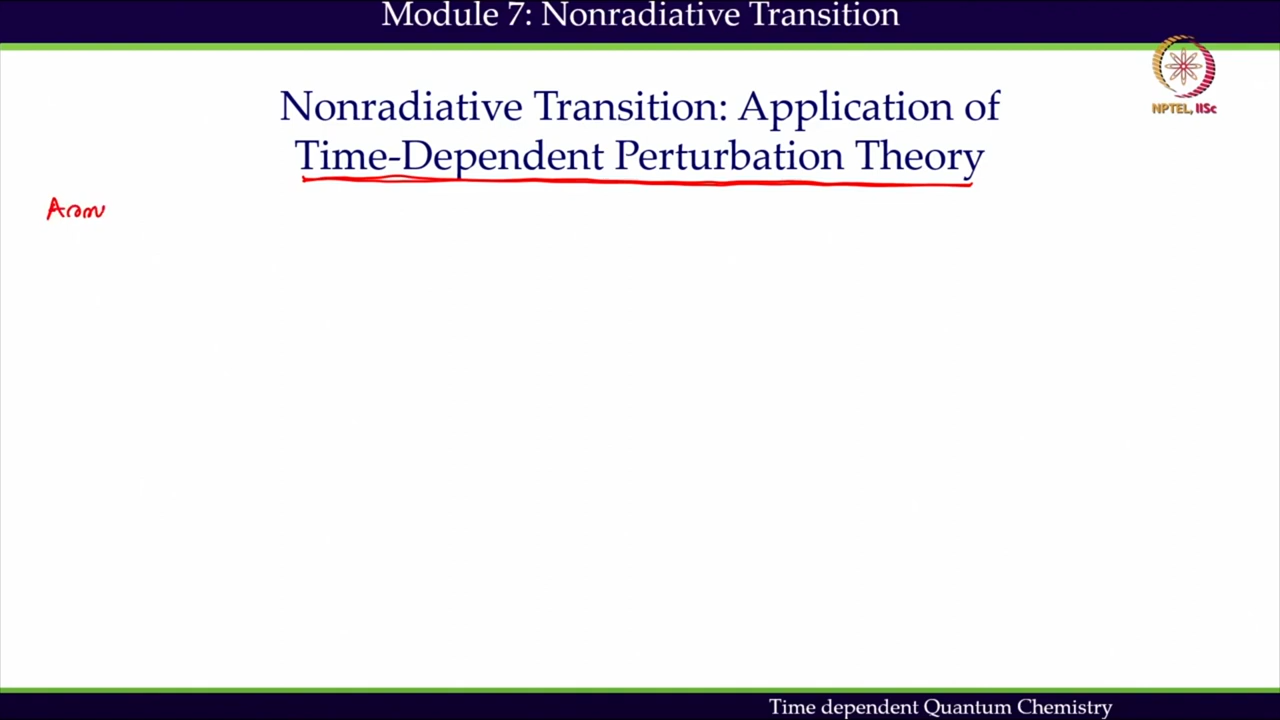 Module 7: Nonradiative Transition
NPTEL, IISc
Nonradiative Transition: Application of
Time-Dependent Perturbation Theory
Time dependent Quantum Chemistry